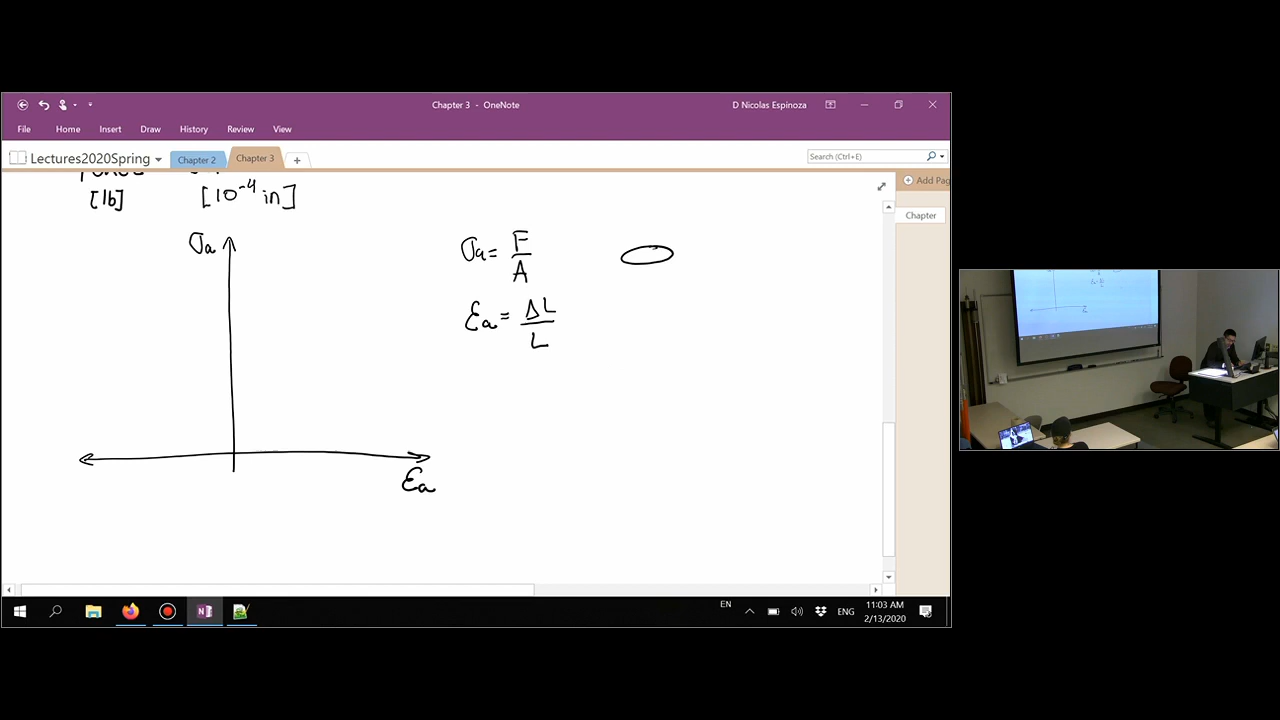 Chapter 3 - OneNote
D Nicolas Espinoza
File Home Insert Draw History Review View
Lectures2020Spring
Chapter 2
Chapter 3
Search (Ctrl+E)
Add Pag
Chapter
[lb] [10⁻⁴ in]
σa
σa = F/A
εa = ΔL/L
εa
EN
ENG
11:03 AM
2/13/2020